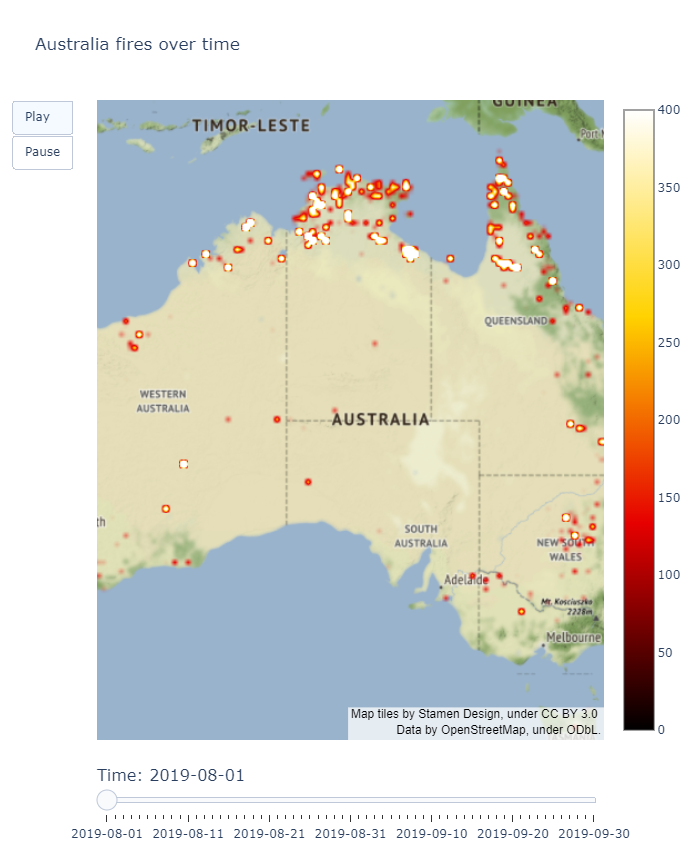 Australia fires over time
Play
Pause
GUINEA
TIMOR-LESTE
Port M
QUEENSLAND
WESTERN
AUSTRALIA
AUSTRALIA
SOUTH
AUSTRALIA
NEW SOUTH
WALES
th
Adelaide
Mt. Kosciuszko
2228m
Melbourne
Map tiles by Stamen Design, under CC BY 3.0
Data by OpenStreetMap, under ODbL.
400
350
300
250
200
150
100
50
0
Time: 2019-08-01
2019-08-01 2019-08-11 2019-08-21 2019-08-31 2019-09-10 2019-09-20 2019-09-30